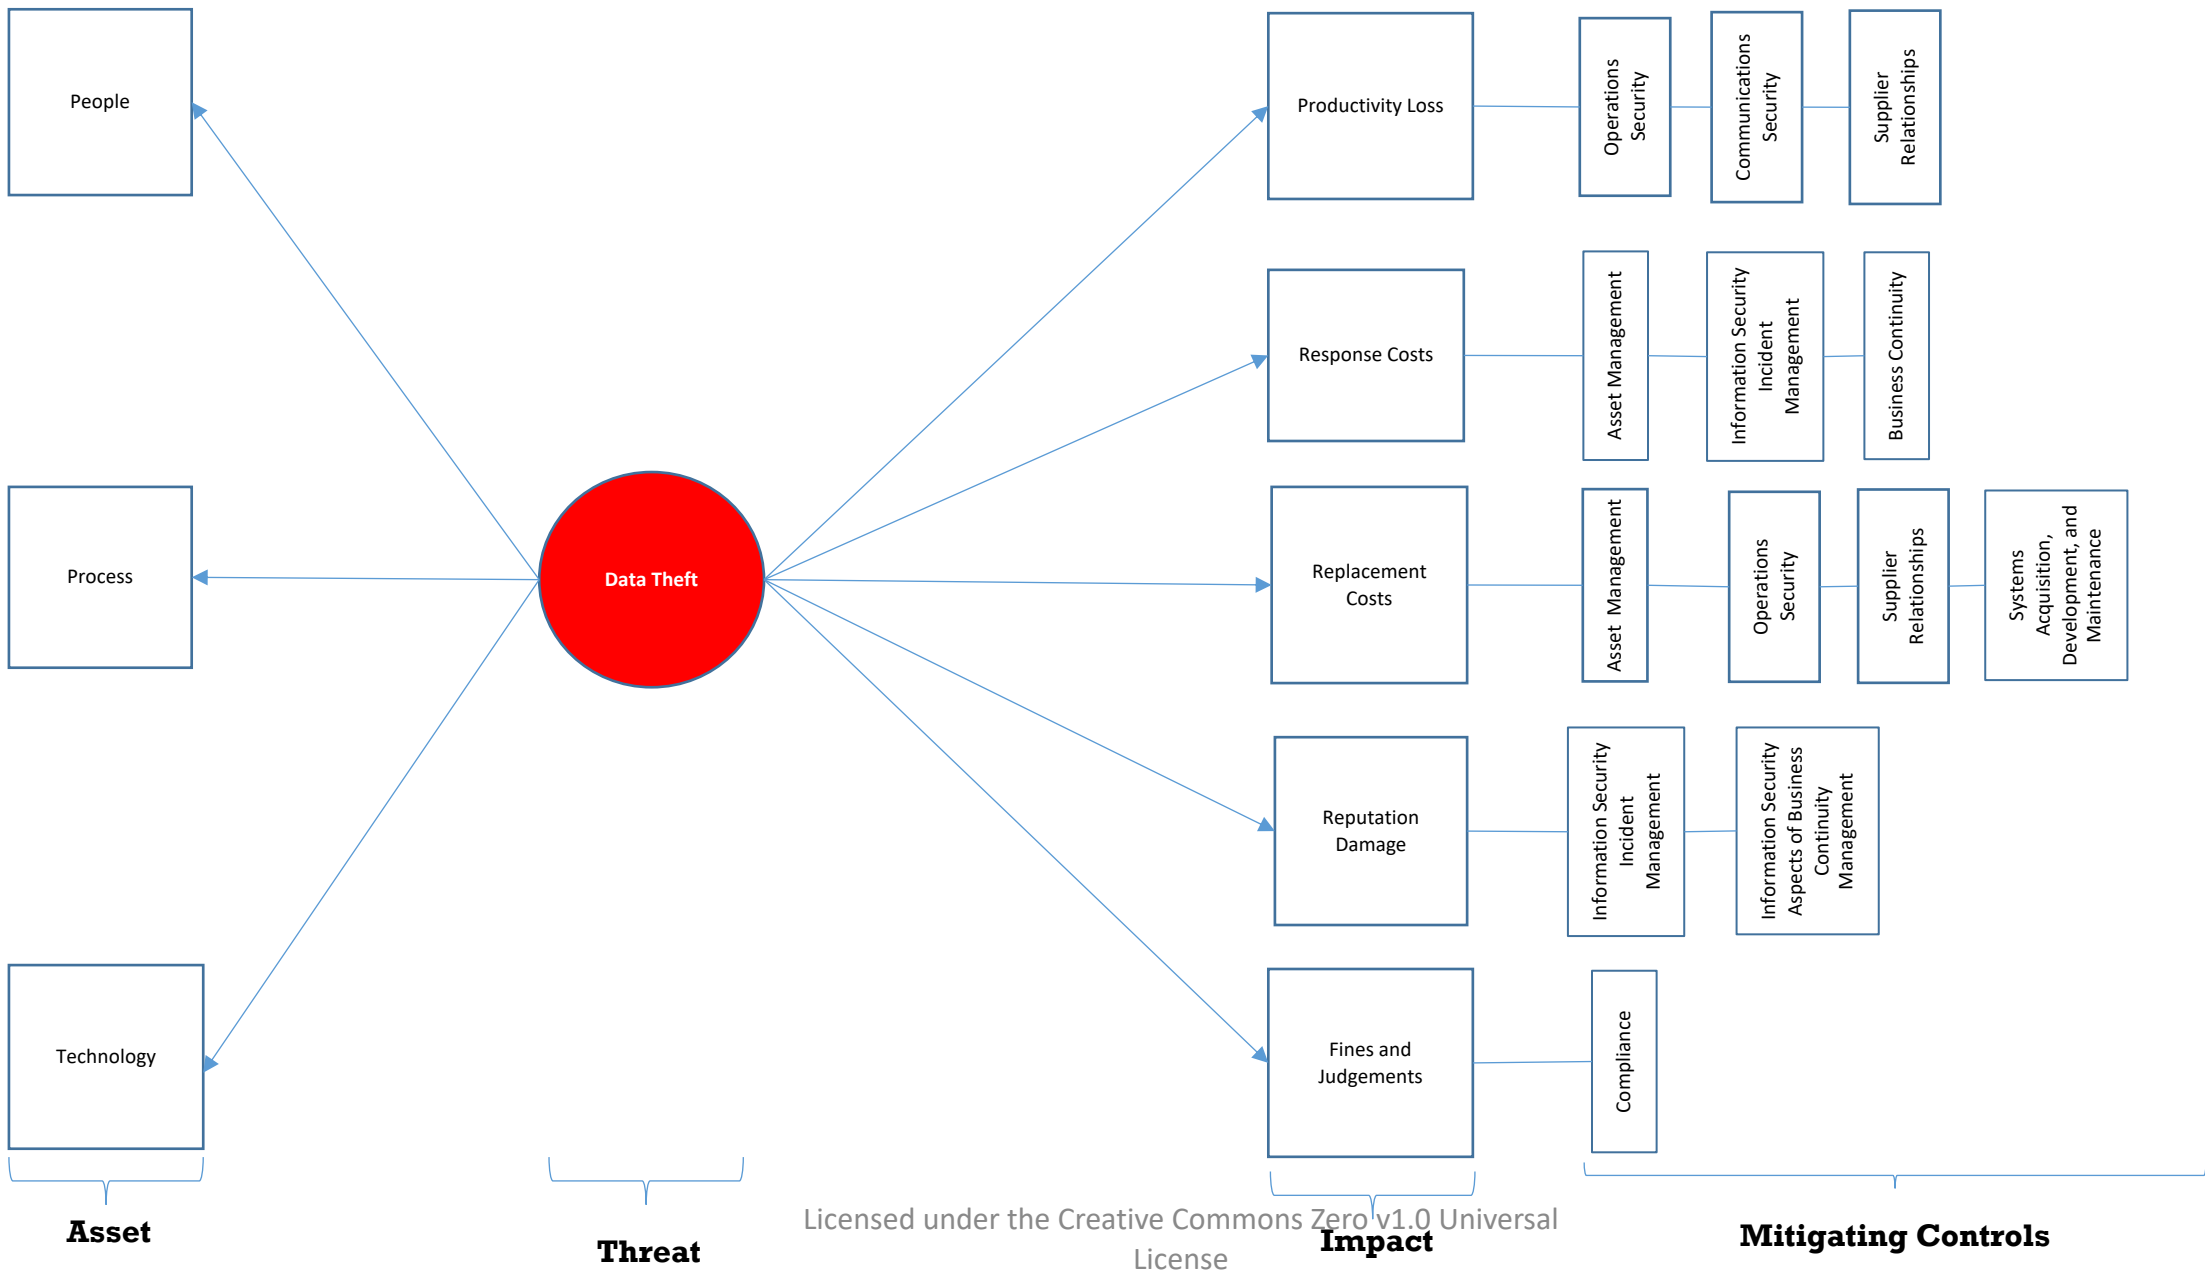 People
Process
Technology
Data Theft
Productivity Loss
Operations
Security
Communications
Security
Supplier
Relationships
Response Costs
Asset Management
Information Security
Incident
Management
Business Continuity
Replacement
Costs
Asset Management
Operations
Security
Supplier
Relationships
Systems
Acquisition,
Development, and
Maintenance
Reputation
Damage
Information Security
Incident
Management
Information Security
Aspects of Business
Continuity
Management
Fines and
Judgements
Compliance
Asset
Threat
Impact
Mitigating Controls
Licensed under the Creative Commons Zero v1.0 Universal
License